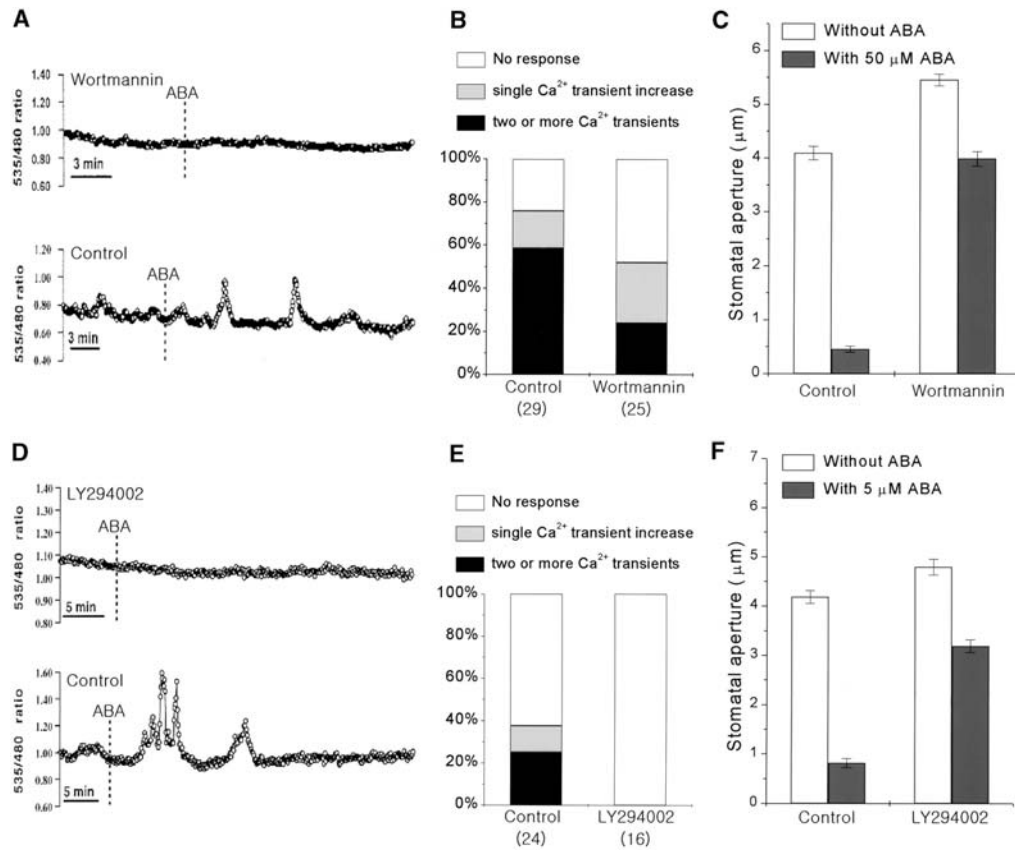 A
Wortmannin
ABA
535/480 ratio
1.40
1.20
1.00
0.80
0.60
3 min
Control
ABA
535/480 ratio
1.20
1.00
0.80
0.60
0.40
3 min
B
No response
single Ca²⁺ transient increase
two or more Ca²⁺ transients
100%
80%
60%
40%
20%
0%
Control
(29)
Wortmannin
(25)
C
Without ABA
With 50 μM ABA
Stomatal aperture (μm)
6
5
4
3
2
1
0
Control
Wortmannin
D
LY294002
ABA
535/480 ratio
1.40
1.30
1.20
1.10
1.00
0.90
0.80
5 min
Control
ABA
535/480 ratio
1.60
1.40
1.20
1.00
0.80
0.60
5 min
E
No response
single Ca²⁺ transient increase
two or more Ca²⁺ transients
100%
80%
60%
40%
20%
0%
Control
(24)
LY294002
(16)
F
Without ABA
With 5 μM ABA
Stomatal aperture (μm)
7
6
5
4
3
2
1
0
Control
LY294002